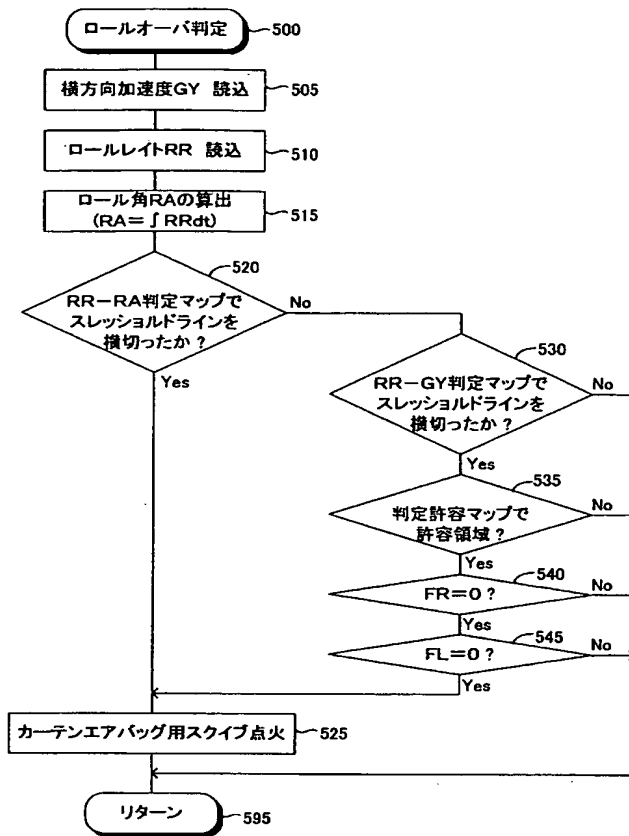 ロールオーバ判定
500
横方向加速度GY 読込
505
ロールレイトRR 読込
510
ロール角RAの算出
(RA=∫RRdt)
515
520
RR-RA判定マップで
スレッショルドラインを
横切ったか?
No
Yes
530
RR-GY判定マップで
スレッショルドラインを
横切ったか?
No
Yes
535
判定許容マップで
許容領域?
No
Yes
540
FR=0?
No
Yes
545
FL=0?
No
Yes
カーテンエアバッグ用スクイブ点火
525
リターン
595